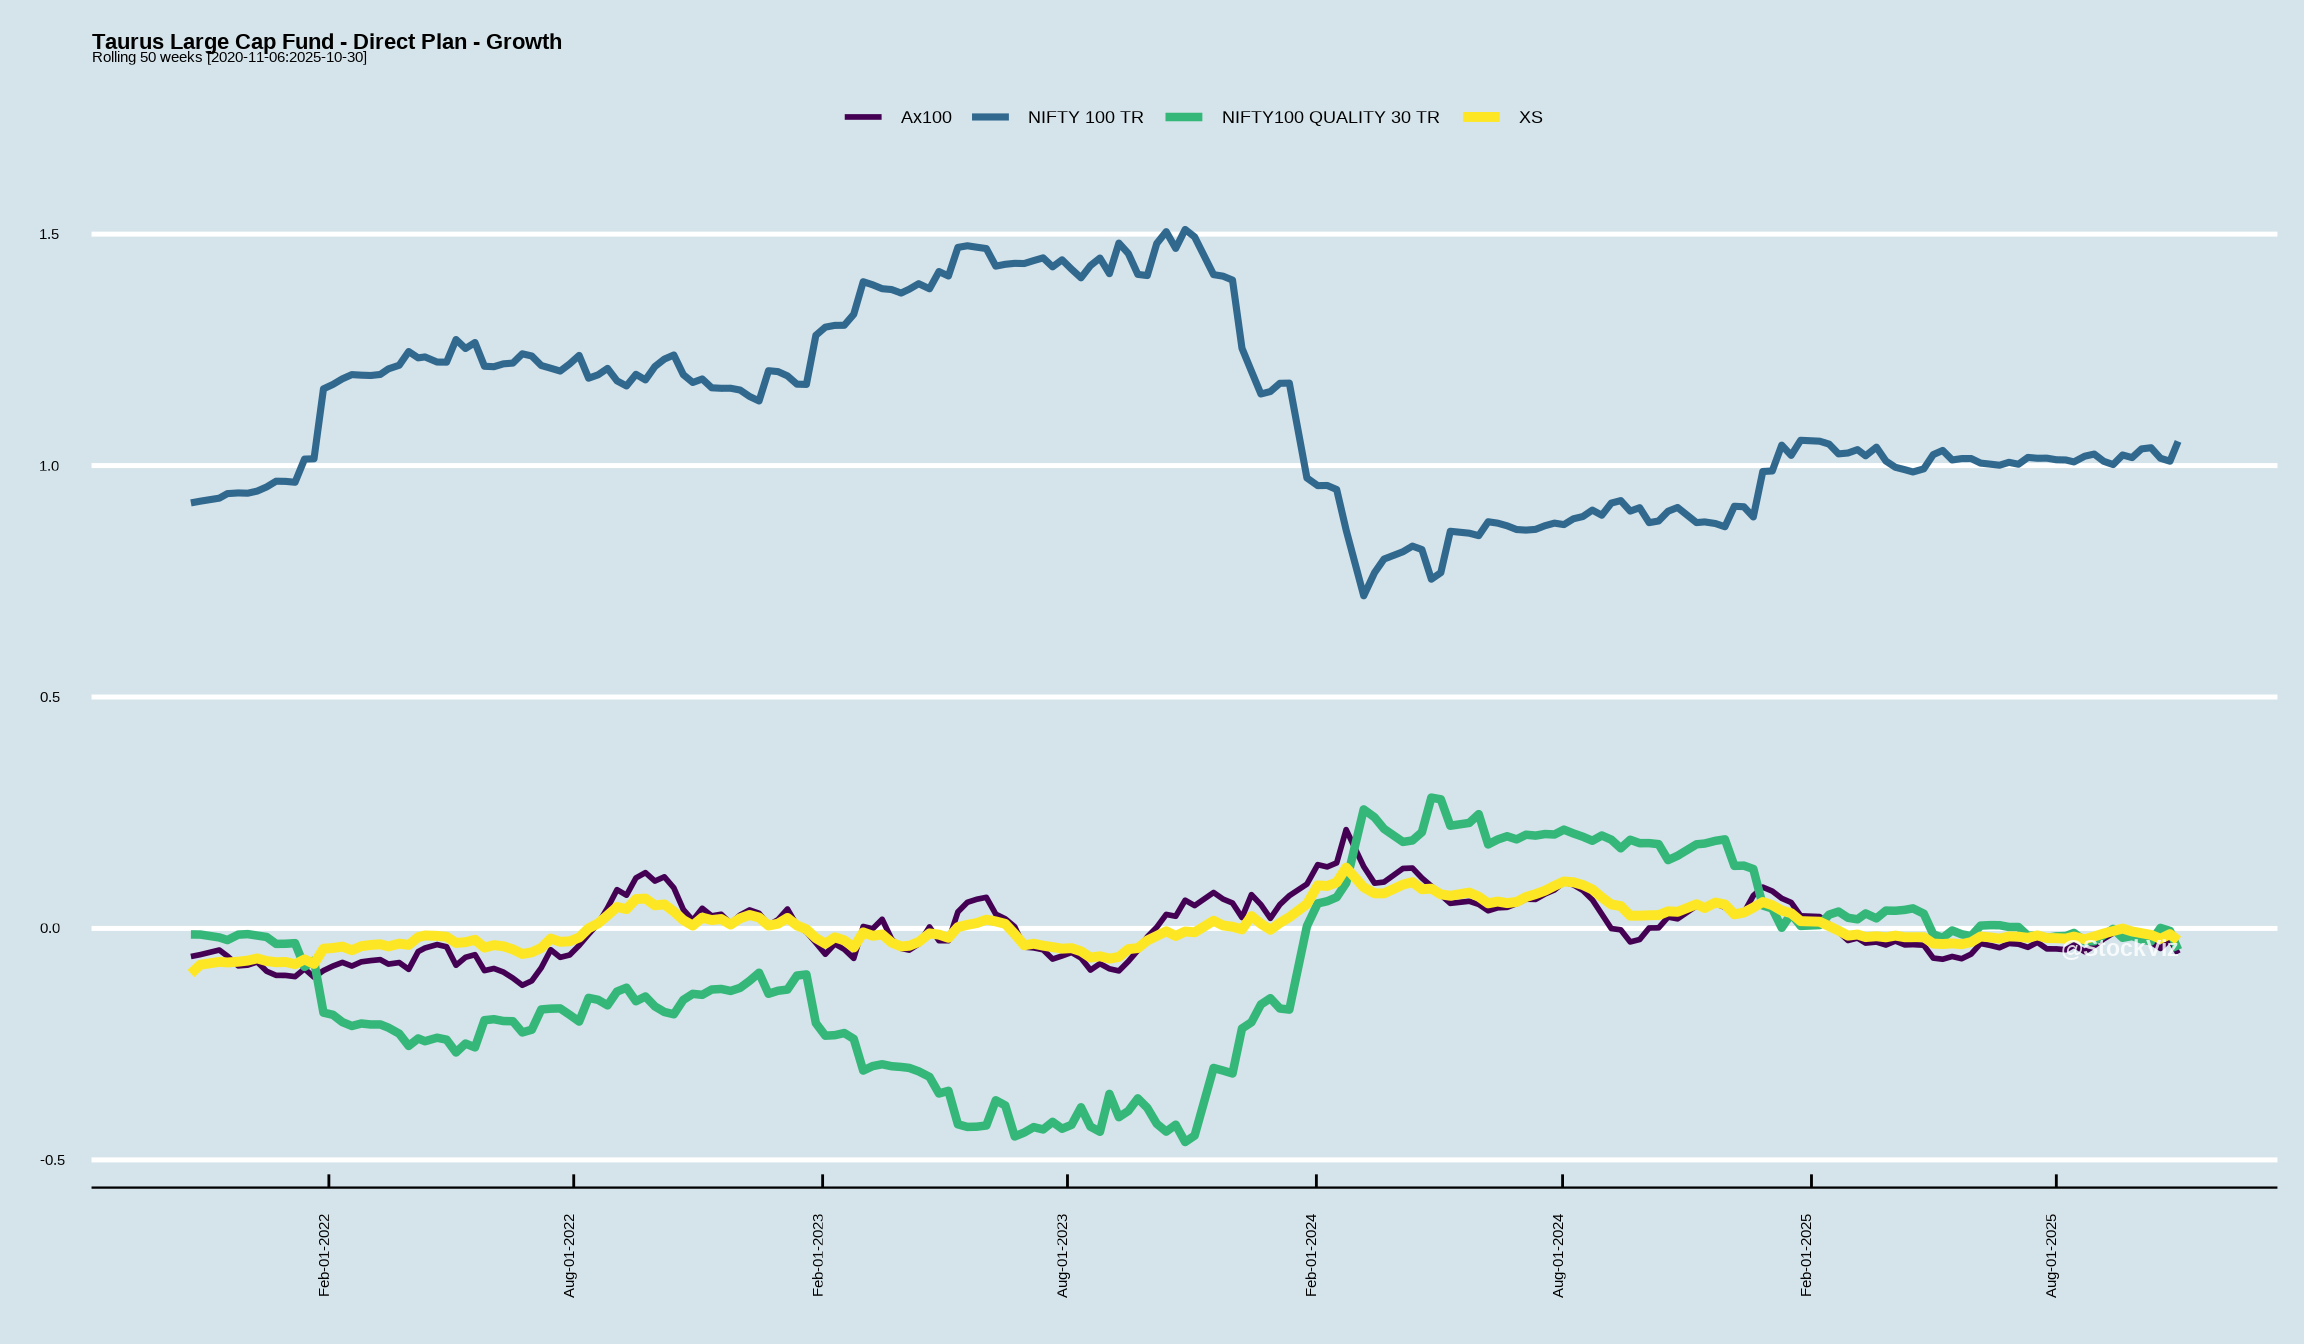 Taurus Large Cap Fund - Direct Plan - Growth
Rolling 50 weeks [2020-11-06:2025-10-30]
Ax100 NIFTY 100 TR NIFTY100 QUALITY 30 TR XS
1.5
1.0
0.5
0.0
-0.5
@StockViz
Feb-01-2022 Aug-01-2022 Feb-01-2023 Aug-01-2023 Feb-01-2024 Aug-01-2024 Feb-01-2025 Aug-01-2025